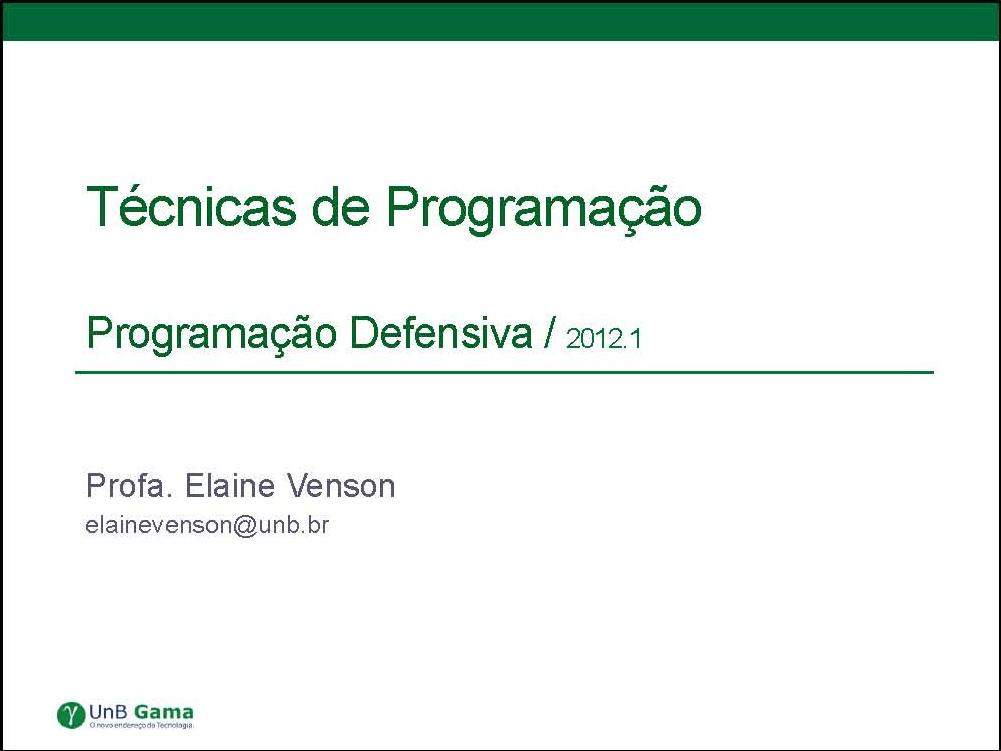 Técnicas de Programação
Programação Defensiva / 2012.1
Profa. Elaine Venson
elainevenson@unb.br
γ UnB Gama
O novo endereço da Tecnologia.